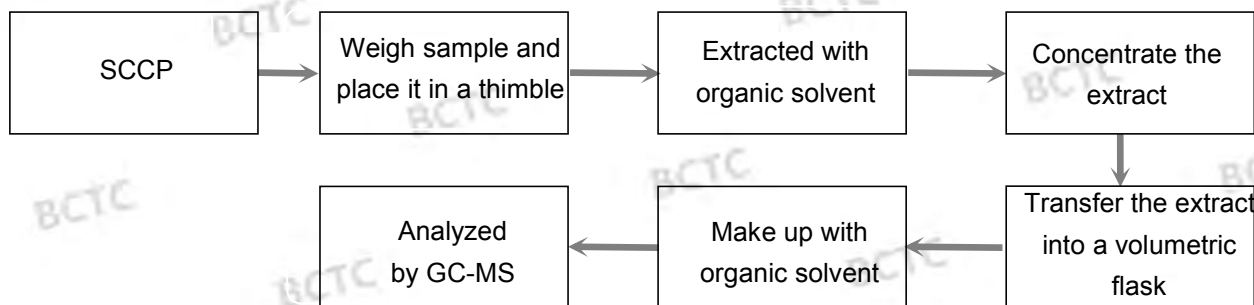 SCCP
Weigh sample and
place it in a thimble
Extracted with
organic solvent
Concentrate the
extract
Transfer the extract
into a volumetric
flask
Make up with
organic solvent
Analyzed
by GC-MS
BCTC
BCTC
BCTC
BCTC
BCTC
BCTC
BCTC
BCTC
BC